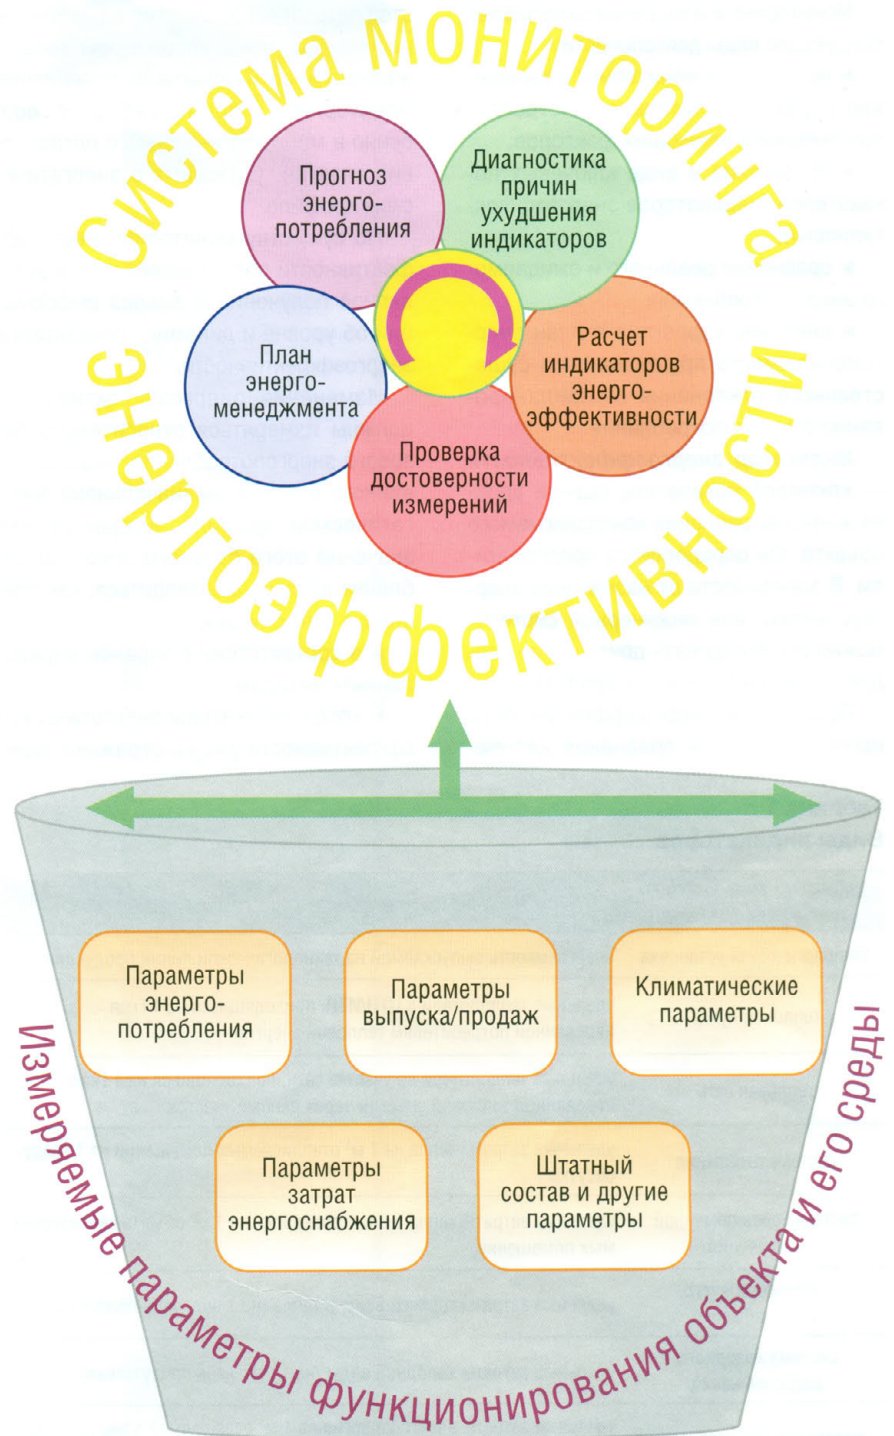 Система мониторинга
энергоэффективности
Прогноз
энерго-
потребления
Диагностика
причин
ухудшения
индикаторов
План
энерго-
менеджмента
Расчет
индикаторов
энерго-
эффективности
Проверка
достоверности
измерений
Параметры
энерго-
потребления
Параметры
выпуска/продаж
Климатические
параметры
Параметры
затрат
энергоснабжения
Штатный
состав и другие
параметры
Измеряемые параметры функционирования объекта и его среды